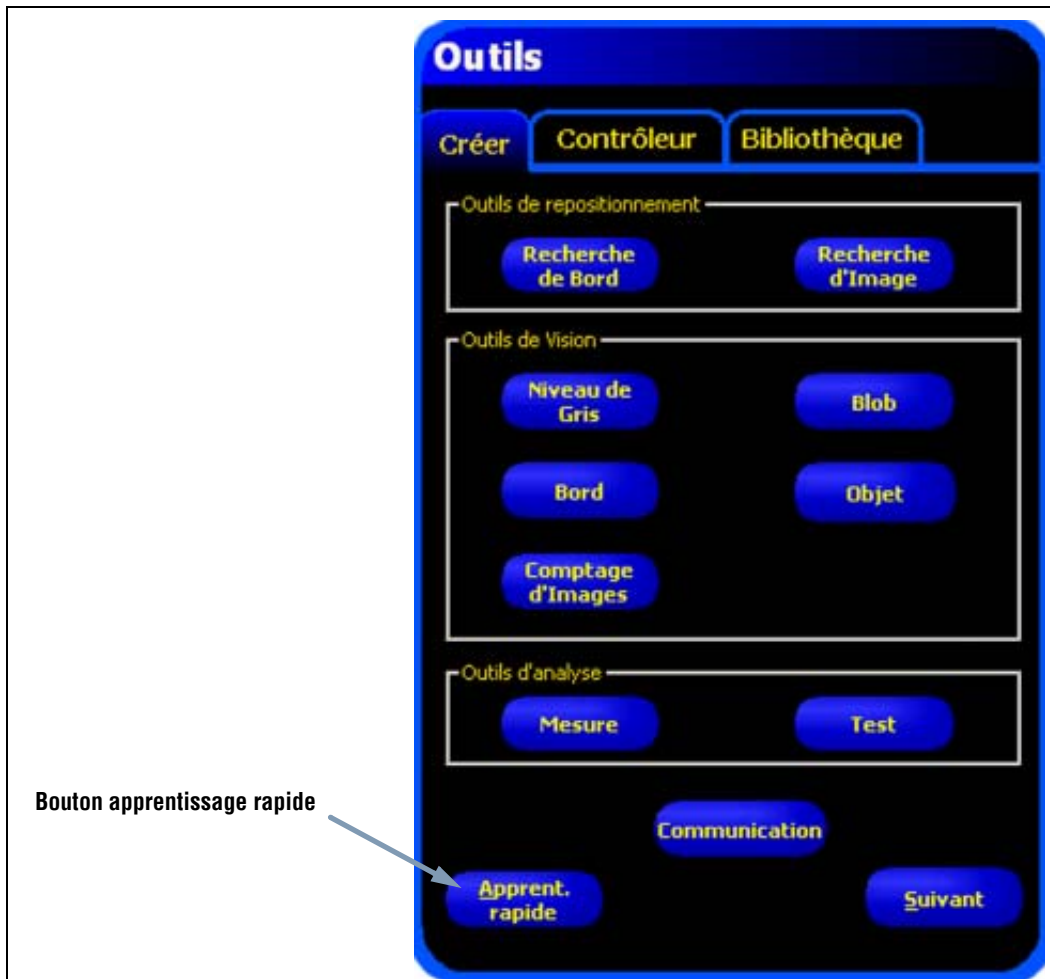 Outils
Créer
Contrôleur
Bibliothèque
Outils de repositionnement
Recherche
de Bord
Recherche
d'Image
Outils de Vision
Niveau de
Gris
Blob
Bord
Objet
Comptage
d'Images
Outils d'analyse
Mesure
Test
Bouton apprentissage rapide
Communication
Apprent.
rapide
Suivant